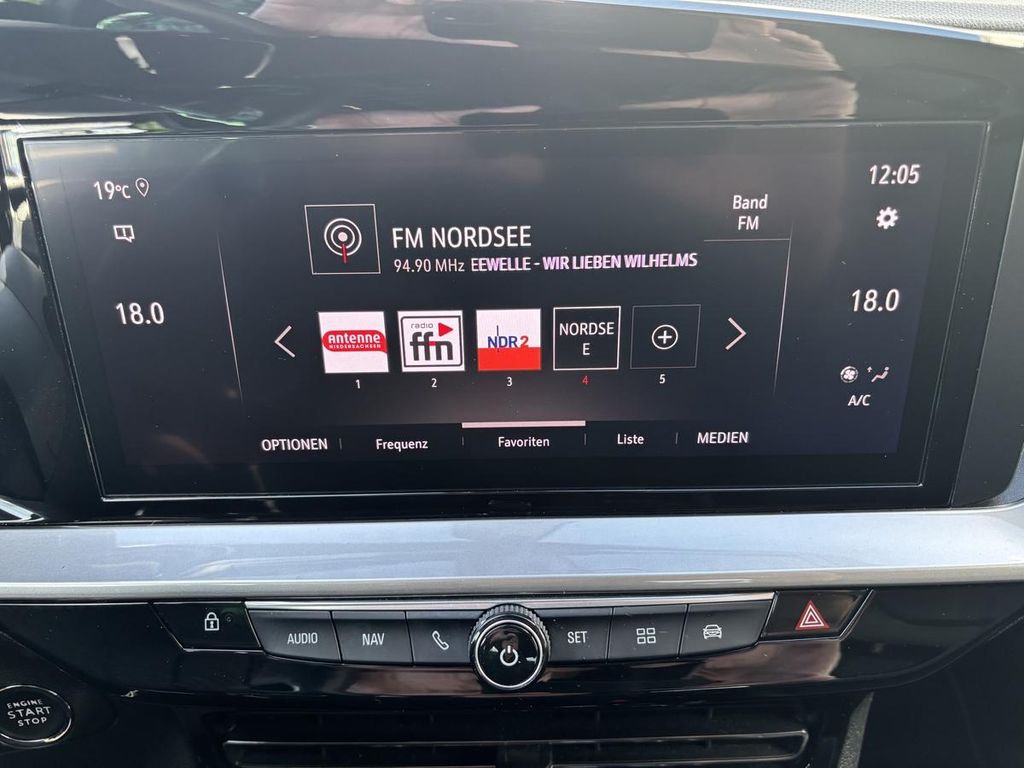 19°C
12:05
Band
FM
FM NORDSEE
94.90 MHz EEWELLE - WIR LIEBEN WILHELMS
18.0
18.0
Antenne
NIEDERSACHSEN
radio
ffn
NDR 2
NORDSE
E
1
2
3
4
5
A/C
OPTIONEN
Frequenz
Favoriten
Liste
MEDIEN
AUDIO
NAV
SET
ENGINE
START
STOP